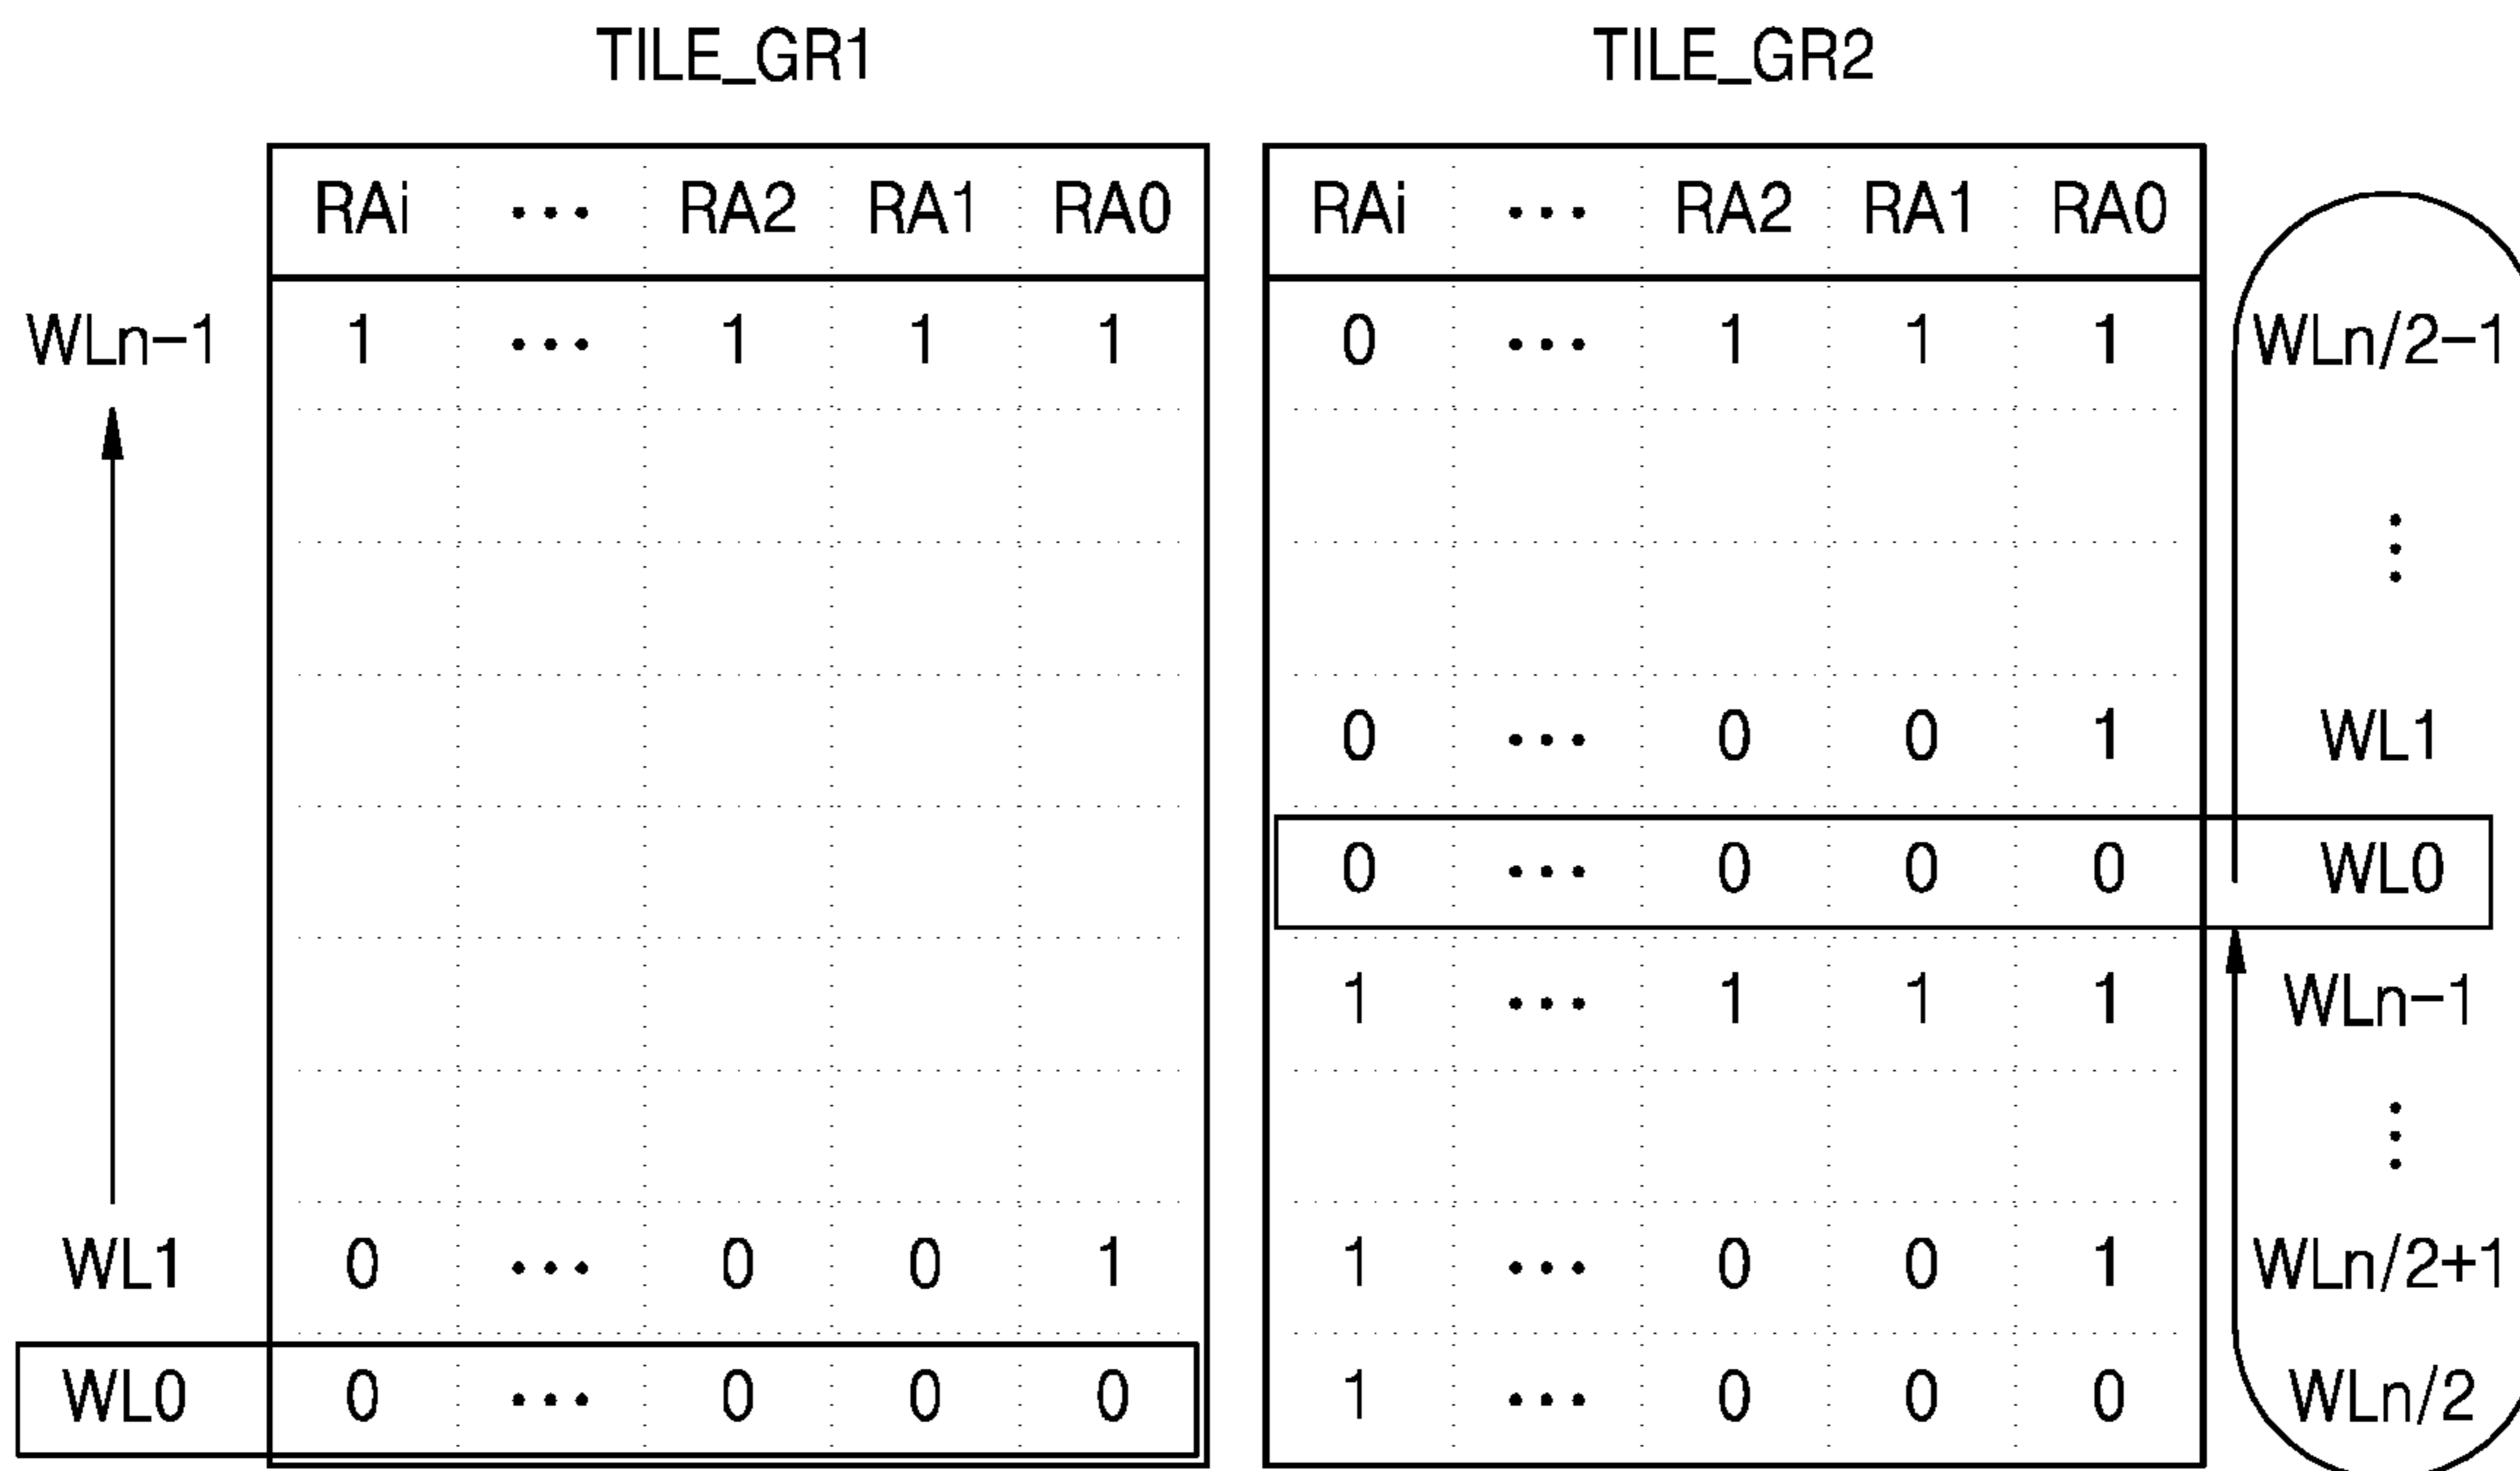 TILE_GR1 TILE_GR2
RAi ... RA2 RA1 RA0 RAi ... RA2 RA1 RA0
WLn-1 1 ... 1 1 1 0 ... 1 1 1 WLn/2-1
0 ... 0 0 1 WL1
0 ... 0 0 0 WL0
1 ... 1 1 1 WLn-1
WL1 0 ... 0 0 1 1 ... 0 0 1 WLn/2+1
WL0 0 ... 0 0 0 1 ... 0 0 0 WLn/2